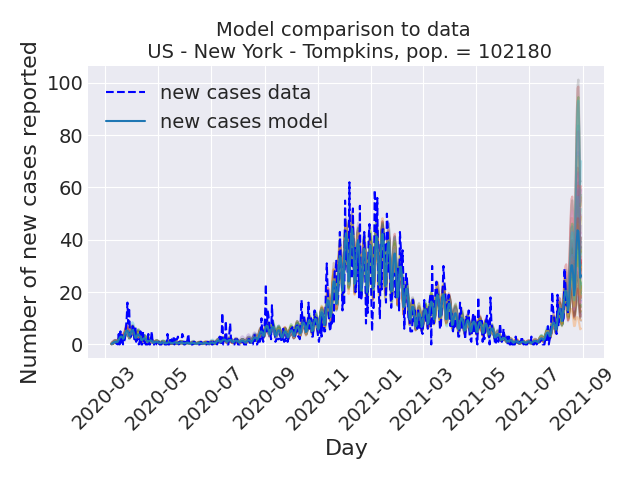 Model comparison to data
US - New York - Tompkins, pop. = 102180
Number of new cases reported
100
80
60
40
20
0
new cases data
new cases model
2020-03
2020-05
2020-07
2020-09
2020-11
2021-01
2021-03
2021-05
2021-07
2021-09
Day